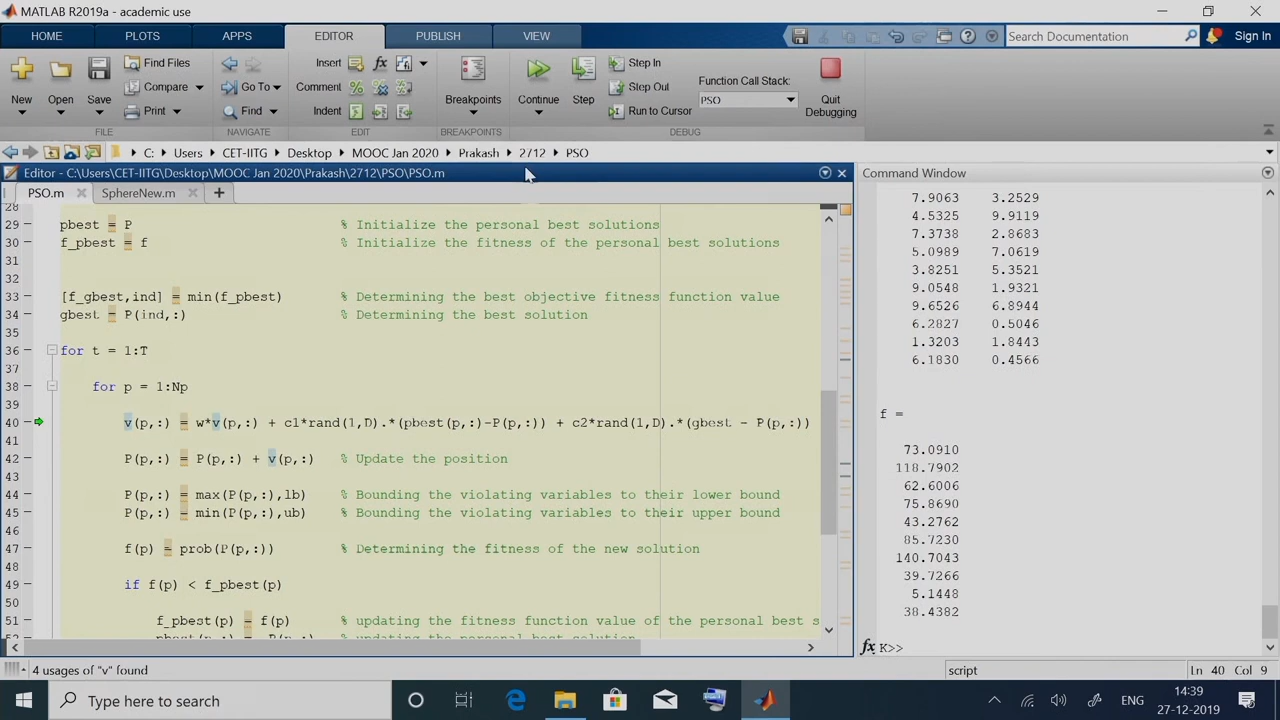 MATLAB R2019a - academic use
HOME PLOTS APPS EDITOR PUBLISH VIEW Search Documentation Sign In
New Open Save Find Files Compare Print
Go To Find
Insert Comment Indent
Breakpoints
Continue Step Step In Step Out Run to Cursor
Function Call Stack:
PSO
Quit Debugging
FILE NAVIGATE EDIT BREAKPOINTS DEBUG
C: Users CET-IITG Desktop MOOC Jan 2020 Prakash 2712 PSO
Editor - C:\Users\CET-IITG\Desktop\MOOC Jan 2020\Prakash\2712\PSO\PSO.m
PSO.m SphereNew.m
28
29 pbest = P % Initialize the personal best solutions
30 f_pbest = f % Initialize the fitness of the personal best solutions
31
32
33 [f_gbest,ind] = min(f_pbest) % Determining the best objective fitness function value
34 gbest = P(ind,:) % Determining the best solution
35
36 for t = 1:T
37
38 for p = 1:Np
39
40 v(p,:) = w*v(p,:) + c1*rand(1,D).*(pbest(p,:)-P(p,:)) + c2*rand(1,D).*(gbest - P(p,:))
41
42 P(p,:) = P(p,:) + v(p,:) % Update the position
43
44 P(p,:) = max(P(p,:),lb) % Bounding the violating variables to their lower bound
45 P(p,:) = min(P(p,:),ub) % Bounding the violating variables to their upper bound
46
47 f(p) = prob(P(p,:)) % Determining the fitness of the new solution
48
49 if f(p) < f_pbest(p)
50
51 f_pbest(p) = f(p) % updating the fitness function value of the personal best s
Command Window
7.9063 3.2529
4.5325 9.9119
7.3738 2.8683
5.0989 7.0619
3.8251 5.3521
9.0548 1.9321
9.6526 6.8944
6.2827 0.5046
1.3203 1.8443
6.1830 0.4566
f =
73.0910
118.7902
62.6006
75.8690
43.2762
85.7230
140.7043
39.7266
5.1448
38.4382
fx K>>
4 usages of "v" found
script
Ln 40 Col 9
Type here to search
ENG
14:39
27-12-2019